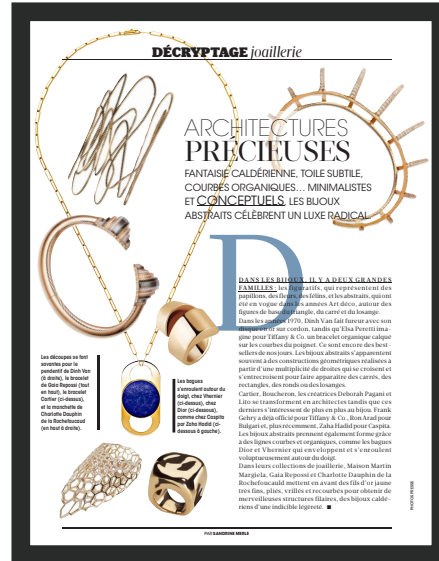 DÉCRYPTAGE joaillerie
ARCHITECTURES
PRÉCIEUSES
FANTAISIE CALDÉRIENNE, TOILE SUBTILE,
COURBES ORGANIQUES... MINIMALISTES
ET CONCEPTUELS, LES BIJOUX
ABSTRAITS CÉLÈBRENT UN LUXE RADICAL.
D
DANS LES BIJOUX, IL Y A DEUX GRANDES
FAMILLES : les figuratifs, qui représentent des
papillons, des fleurs, des félins, et les abstraits, qui ont
été en vogue dans les années Art déco, autour des
figures de base du triangle, du carré et du losange.
Dans les années 1970, Dinh Van fait fureur avec son
disque en or sur cordon, tandis qu'Elsa Peretti ima-
gine pour Tiffany & Co. un bracelet organique calqué
sur les courbes du poignet. Ce sont encore des best-
sellers de nos jours. Les bijoux abstraits s'apparentent
souvent à des constructions géométriques réalisées à
partir d'une multiplicité de droites qui se croisent et
s'entrecroisent pour faire apparaître des carrés, des
rectangles, des ronds ou des losanges.
Cartier, Boucheron, les créatrices Deborah Pagani et
Lito se transforment en architectes tandis que ces
derniers s'intéressent de plus en plus au bijou. Frank
Gehry a déjà officié pour Tiffany & Co., Ron Arad pour
Bulgari et, plus récemment, Zaha Hadid pour Caspita.
Les bijoux abstraits prennent également forme grâce
à des lignes courbes et organiques, comme les bagues
Dior et Vhernier qui enveloppent et s'enroulent
voluptueusement autour du doigt.
Dans leurs collections de joaillerie, Maison Martin
Margiela, Gaia Repossi et Charlotte Dauphin de la
Rochefoucauld mettent en avant des fils d'or jaune
très fins, pliés, vrillés et recourbés pour obtenir de
merveilleuses structures filaires, des bijoux caldé-
riens d'une indicible légèreté. ■
Les découpes se font
savantes pour le
pendentif de Dinh Van
(à droite), le bracelet
de Gaia Repossi (tout
en haut), le bracelet
Cartier (ci-dessus),
et la manchette de
Charlotte Dauphin
de la Rochefoucauld
(en haut à droite).
Les bagues
s'enroulent autour du
doigt, chez Vhernier
(ci-dessus), chez
Dior (ci-dessous),
comme chez Caspita
par Zaha Hadid (ci-
dessous à gauche).
PHOTOS PRESSE
PAR SANDRINE MERLE